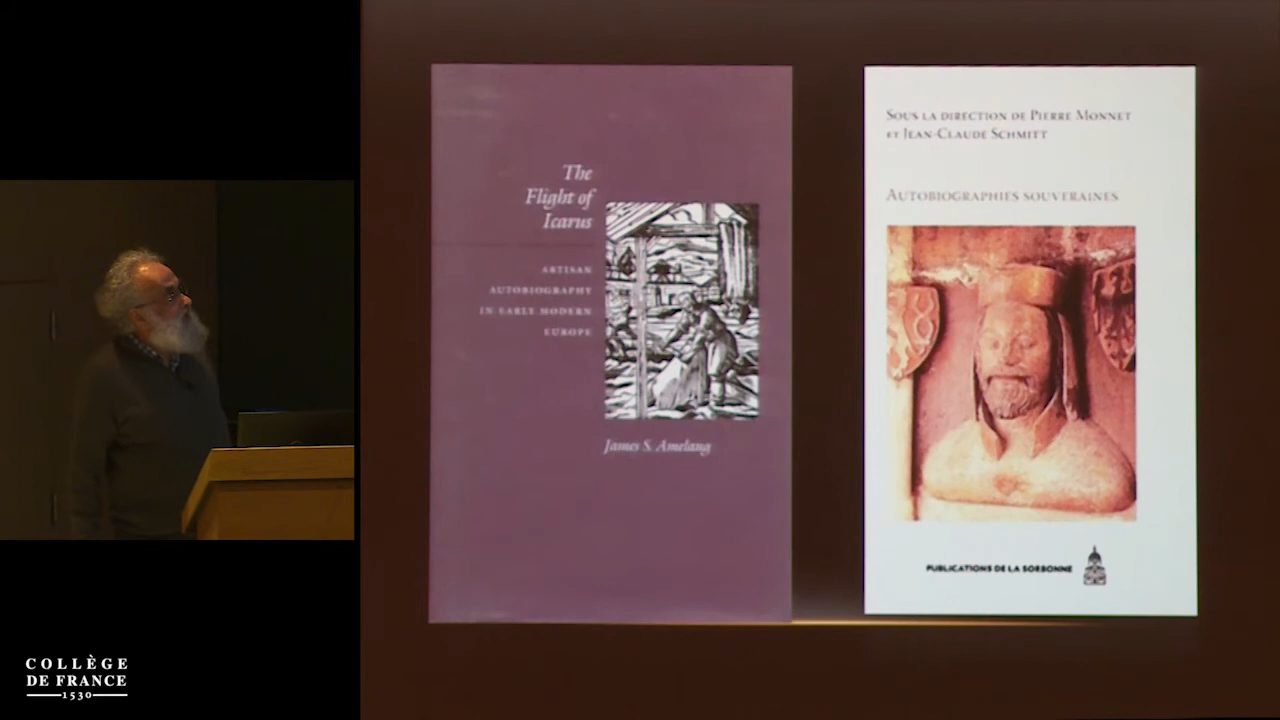 The
Flight of
Icarus
ARTISAN
AUTOBIOGRAPHY
IN EARLY MODERN
EUROPE
James S. Amelang
SOUS LA DIRECTION DE PIERRE MONNET
ET JEAN-CLAUDE SCHMITT
AUTOBIOGRAPHIES SOUVERAINES
PUBLICATIONS DE LA SORBONNE
COLLÈGE
DE FRANCE
1530